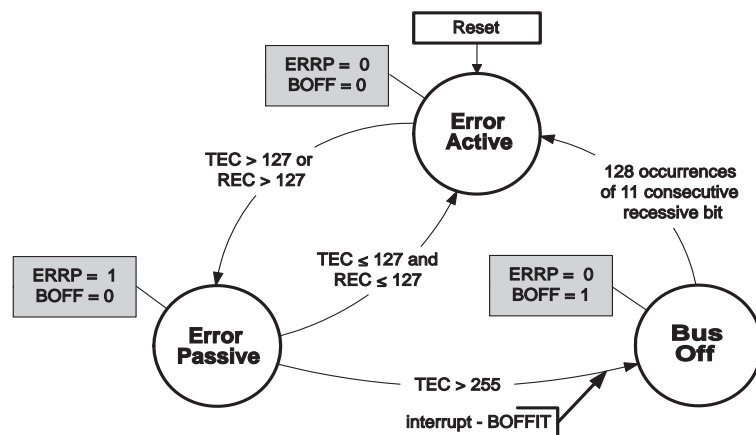 Reset
ERRP = 0
BOFF = 0
Error
Active
TEC > 127 or
REC > 127
128 occurrences
of 11 consecutive
recessive bit
TEC ≤ 127 and
REC ≤ 127
ERRP = 1
BOFF = 0
ERRP = 0
BOFF = 1
Error
Passive
Bus
Off
TEC > 255
interrupt - BOFFIT